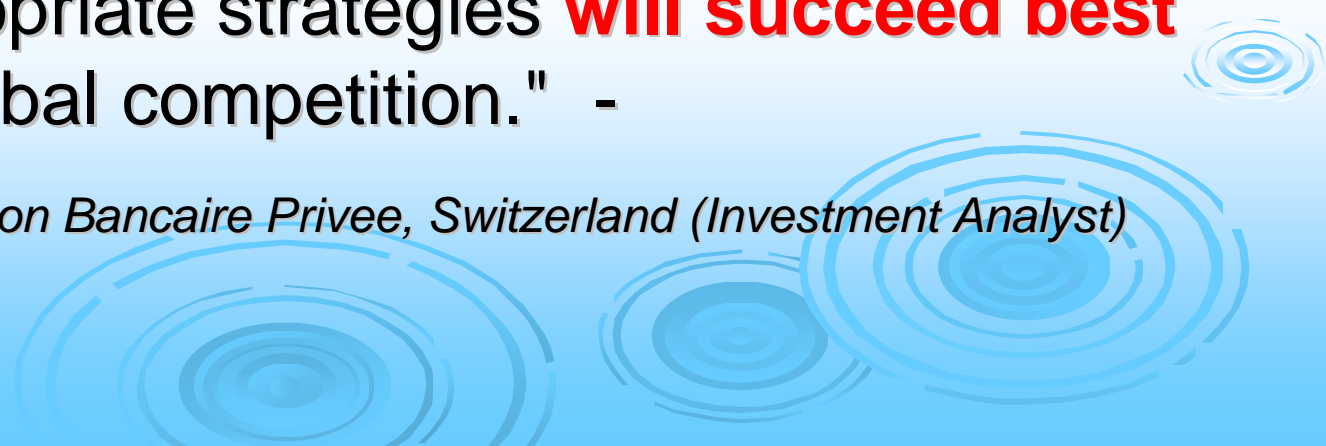 opriate strategies will succeed best
bal competition." -
on Bancaire Privee, Switzerland (Investment Analyst)